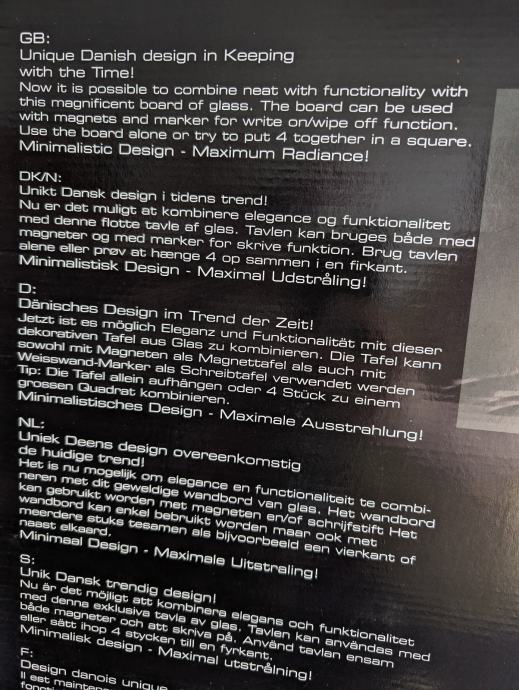 GB:
Unique Danish design in Keeping
with the Time!
Now it is possible to combine neat with functionality with
this magnificent board of glass. The board can be used
with magnets and marker for write on/wipe off function.
Use the board alone or try to put 4 together in a square.
Minimalistic Design - Maximum Radiance!
DK/N:
Unikt Dansk design i tidens trend!
Nu er det muligt at kombinere elegance og funktionalitet
med denne flotte tavle af glas. Tavlen kan bruges både med
magneter og med marker for skrive funktion. Brug tavlen
alene eller prøv at hænge 4 op sammen i en firkant.
Minimalistisk Design - Maximal Udstråling!
D:
Dänisches Design im Trend der Zeit!
Jetzt ist es möglich Eleganz und Funktionalität mit dieser
dekorativen Tafel aus Glas zu kombinieren. Die Tafel kann
sowohl mit Magneten als Magnettafel als auch mit
Weisswand-Marker als Schreibtafel verwendet werden
Tip: Die Tafel allein aufhängen oder 4 Stück zu einem
grossen Quadrat kombinieren.
Minimalistisches Design - Maximale Ausstrahlung!
NL:
Uniek Deens design overeenkomstig
de huidige trend!
Het is nu mogelijk om elegance en functionaliteit te combi-
neren met dit geweldige wandbord van glas. Het wandbord
kan gebruikt worden met magneten en/of schrijfstift Het
wandbord kan enkel bebruikt worden maar ook met
meerdere stuks tesamen als bijvoorbeeld een vierkant of
naast elkaard.
Minimaal Design - Maximale Uitstraling!
S:
Unik Dansk trendig design!
Nu är det möjligt att kombinera elegans och funktionalitet
med denna exklusiva tavla av glas. Tavlen kan användas med
både magneter och att skriva på. Använd tavlan ensam
eller sätt ihop 4 stycken till en fyrkant.
Minimalisk design - Maximal utstrålning!
F:
Design danois unique
Il est mainten